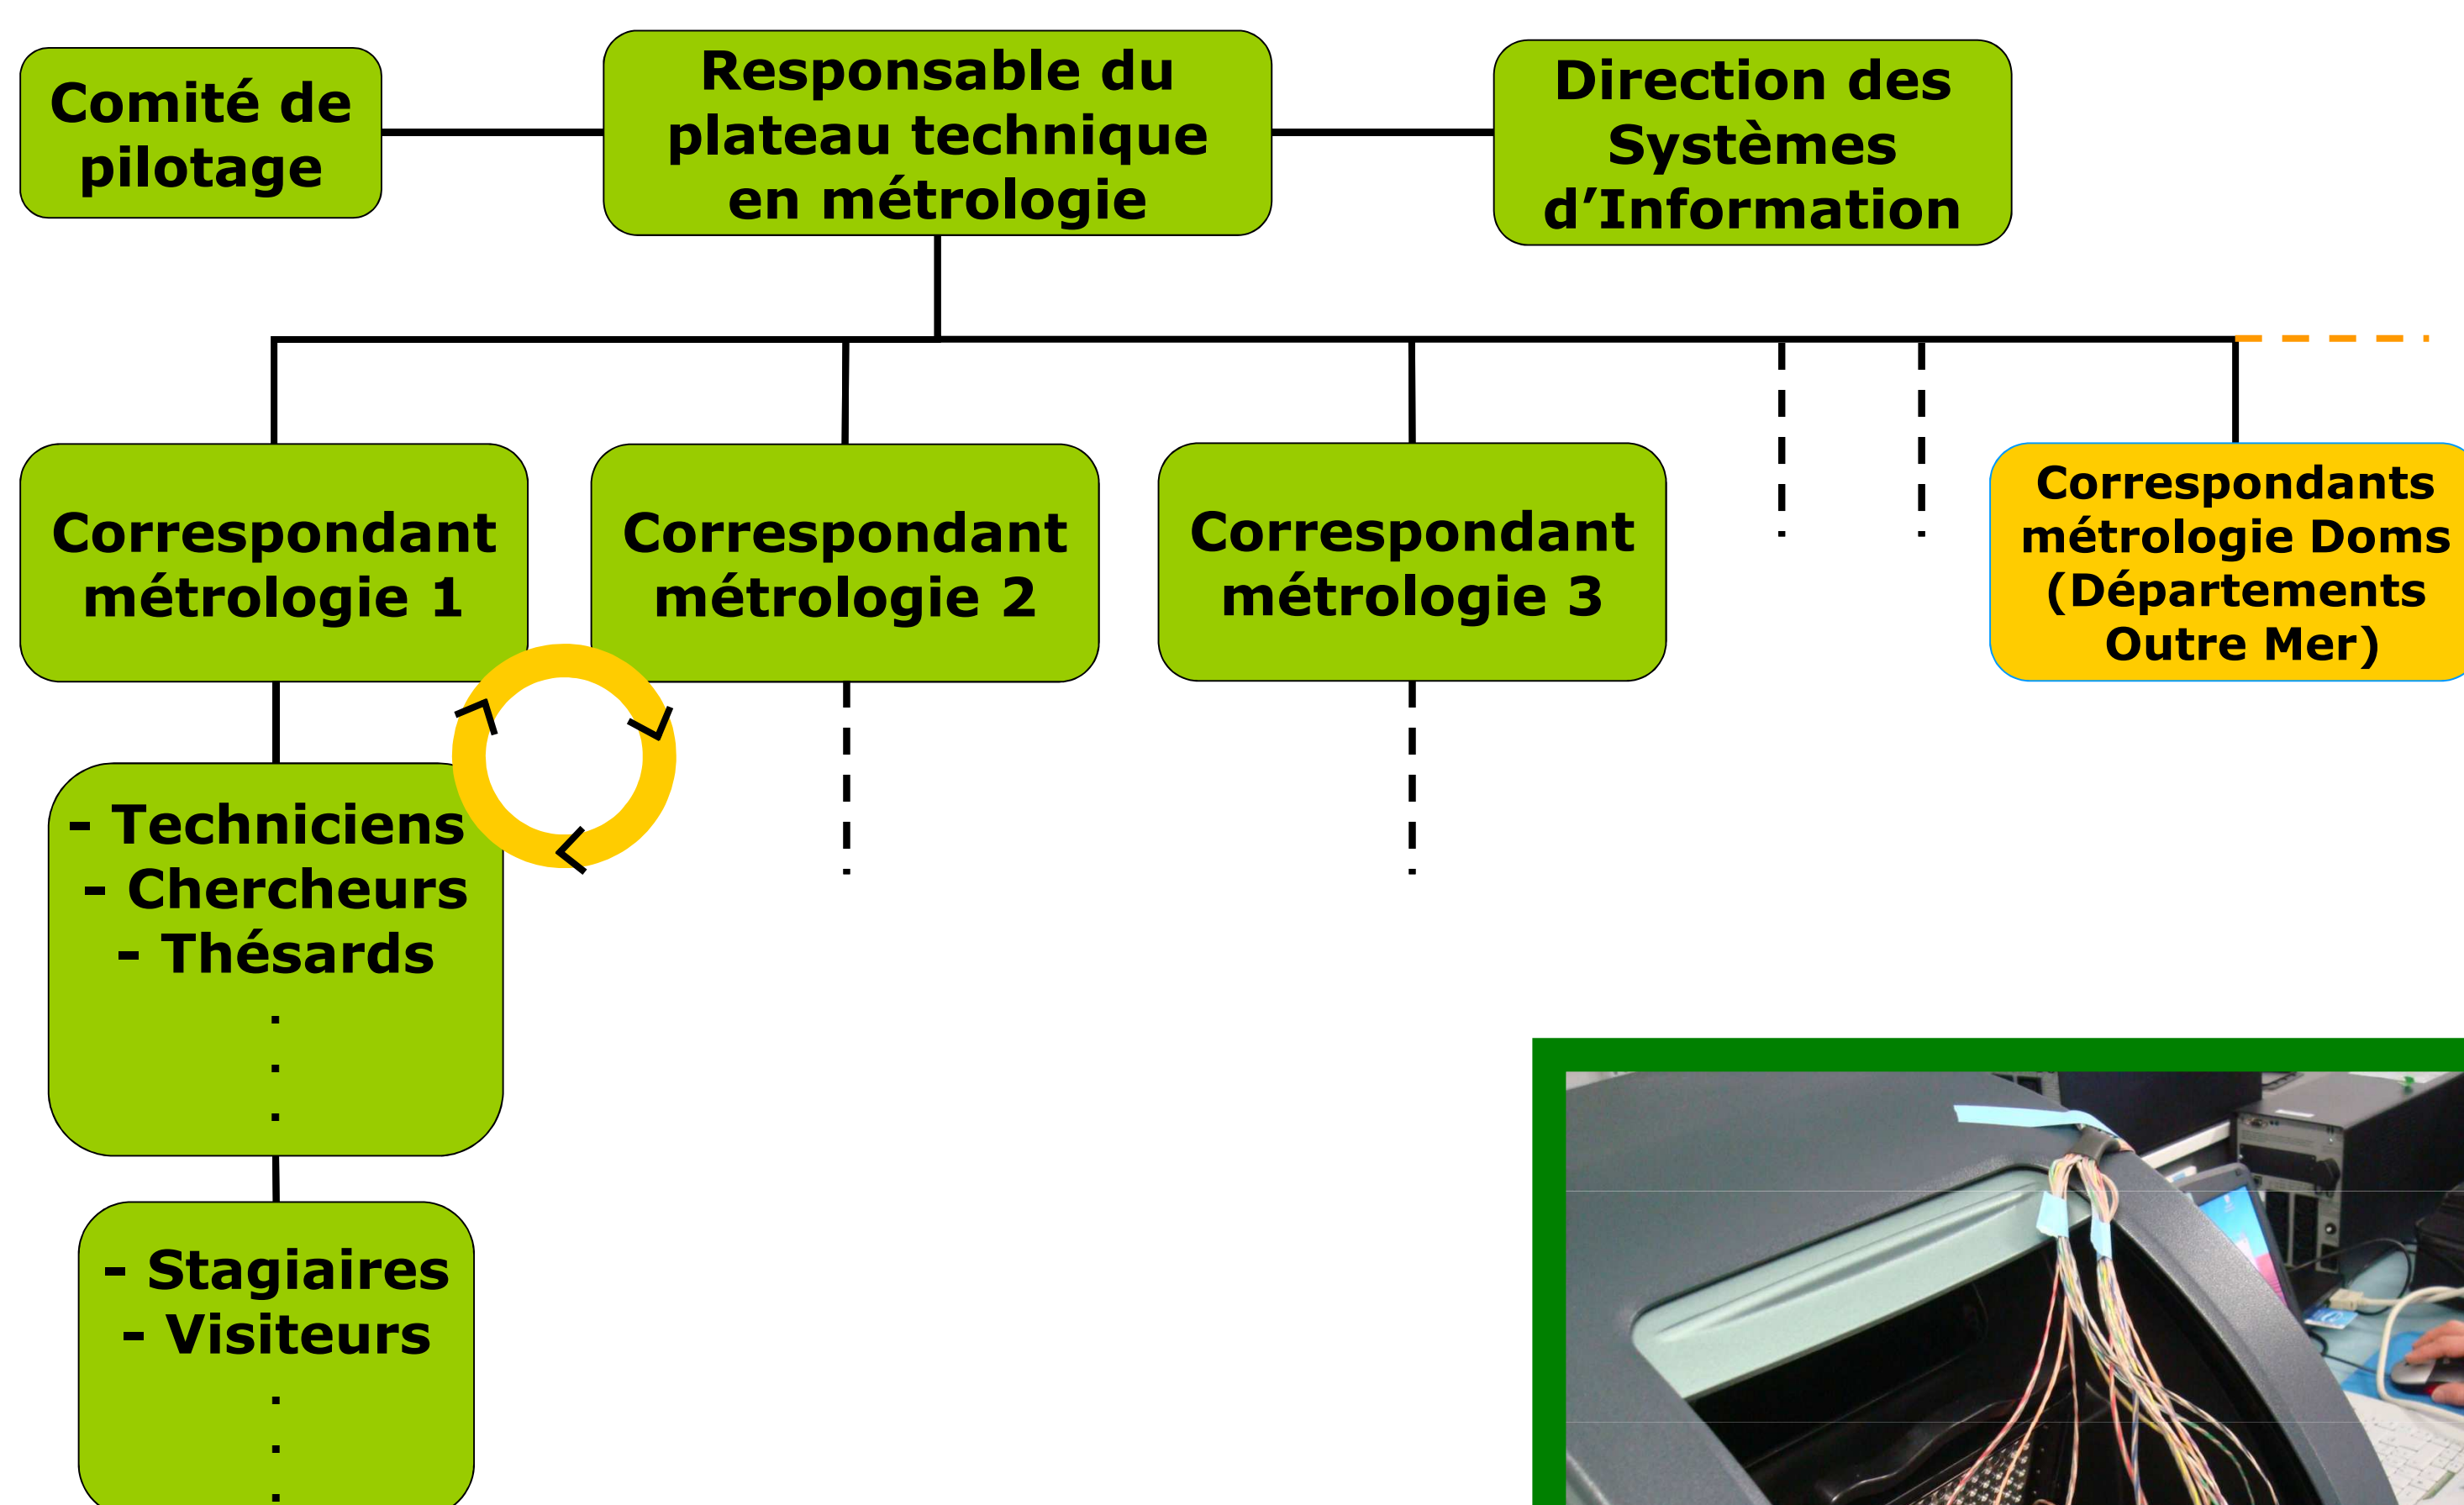 Comité de
pilotage
Responsable du
plateau technique
en métrologie
Direction des
Systèmes
d’Information
Correspondant
métrologie 1
Correspondant
métrologie 2
Correspondant
métrologie 3
Correspondants
métrologie Doms
(Départements
Outre Mer)
- Techniciens
- Chercheurs
- Thésards
.
.
.
- Stagiaires
- Visiteurs
.
.
.